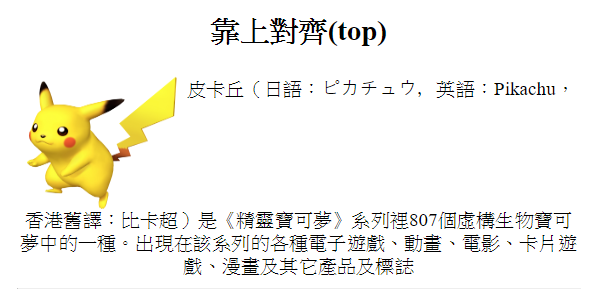 靠上對齊(top)
皮卡丘（日語：ピカチュウ，英語：Pikachu，
香港舊譯：比卡超）是《精靈寶可夢》系列裡807個虛構生物寶可
夢中的一種。出現在該系列的各種電子遊戲、動畫、電影、卡片遊
戲、漫畫及其它產品及標誌